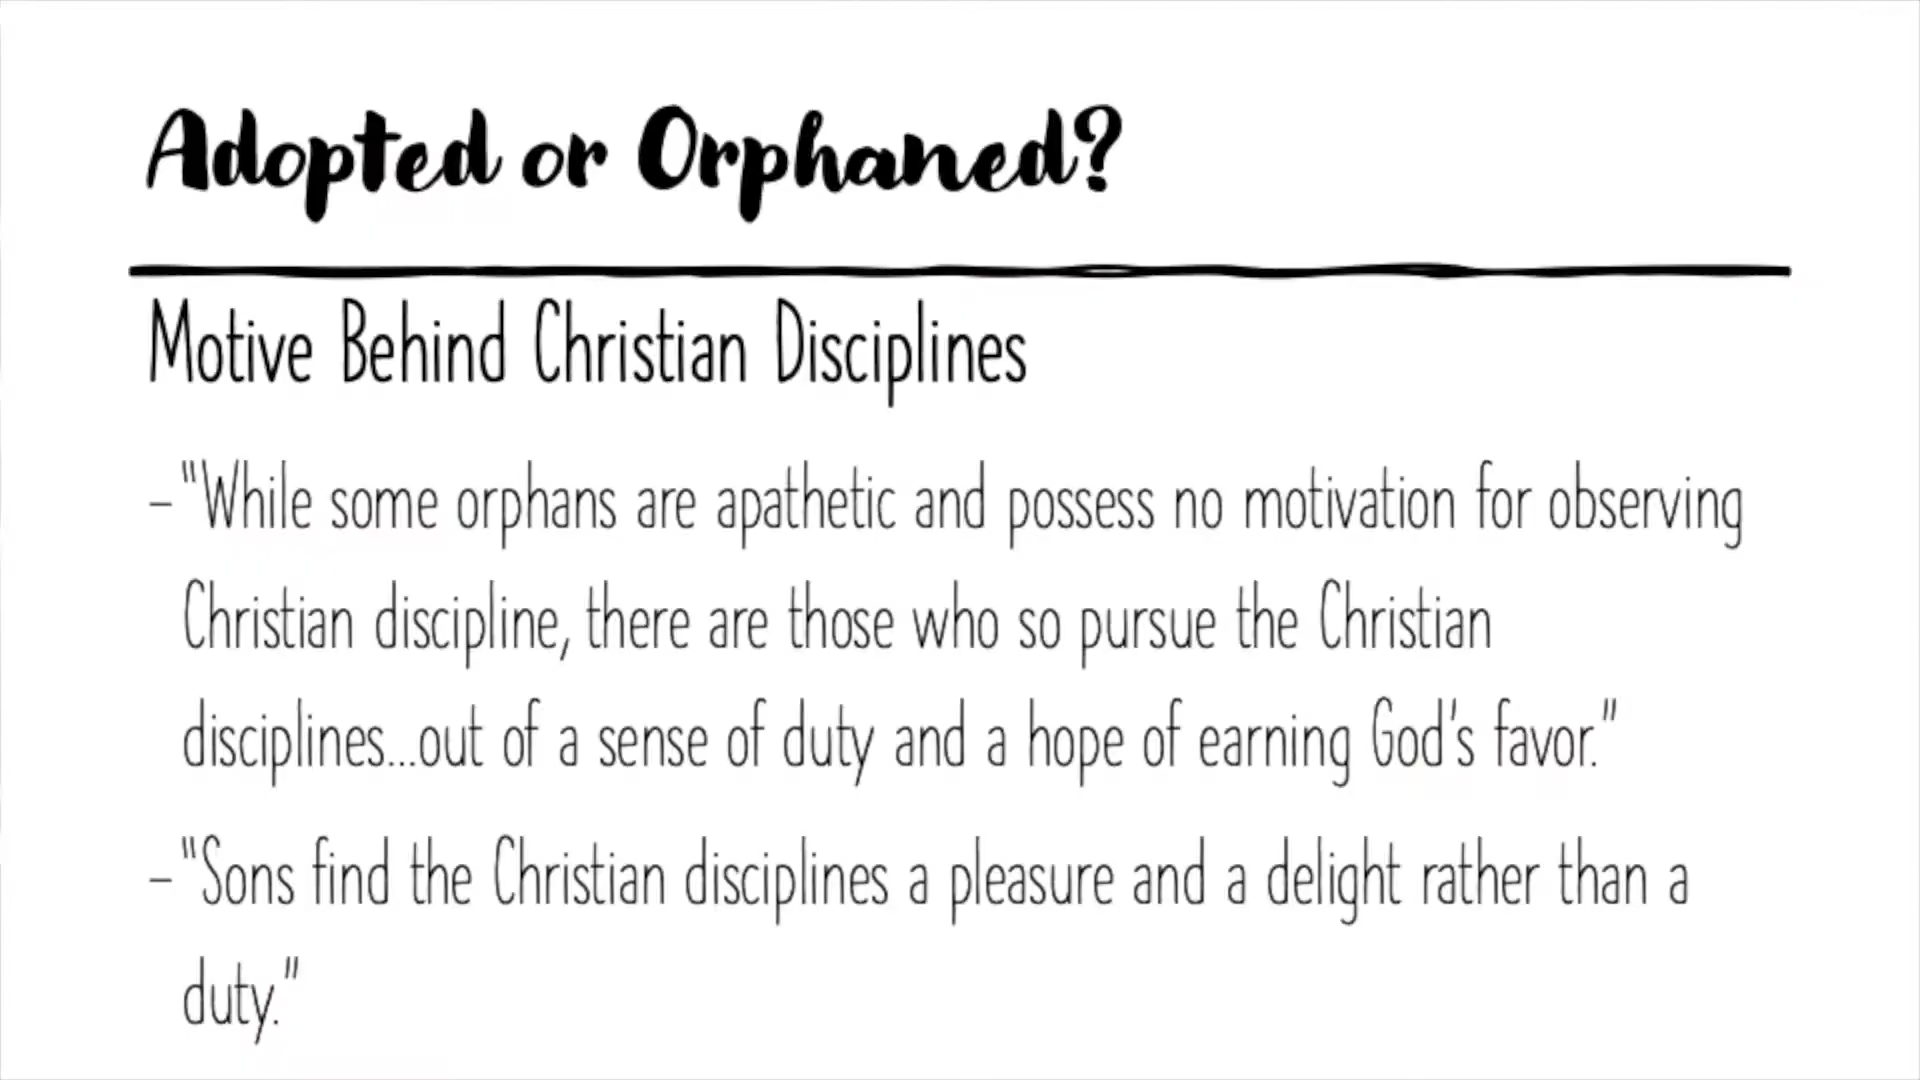 Adopted or Orphaned?
Motive Behind Christian Disciplines
- "While some orphans are apathetic and possess no motivation for observing
Christian discipline, there are those who so pursue the Christian
disciplines...out of a sense of duty and a hope of earning God's favor."
- "Sons find the Christian disciplines a pleasure and a delight rather than a
duty."